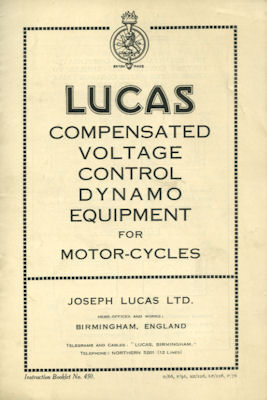 LUCAS
COMPENSATED
VOLTAGE
CONTROL
DYNAMO
EQUIPMENT
FOR
MOTOR-CYCLES
JOSEPH LUCAS LTD.
HEAD OFFICES AND WORKS:
BIRMINGHAM, ENGLAND
TELEGRAMS AND CABLES: "LUCAS, BIRMINGHAM."
TELEPHONE: NORTHERN 5201 (12 LINES)
Instruction Booklet No. 430.